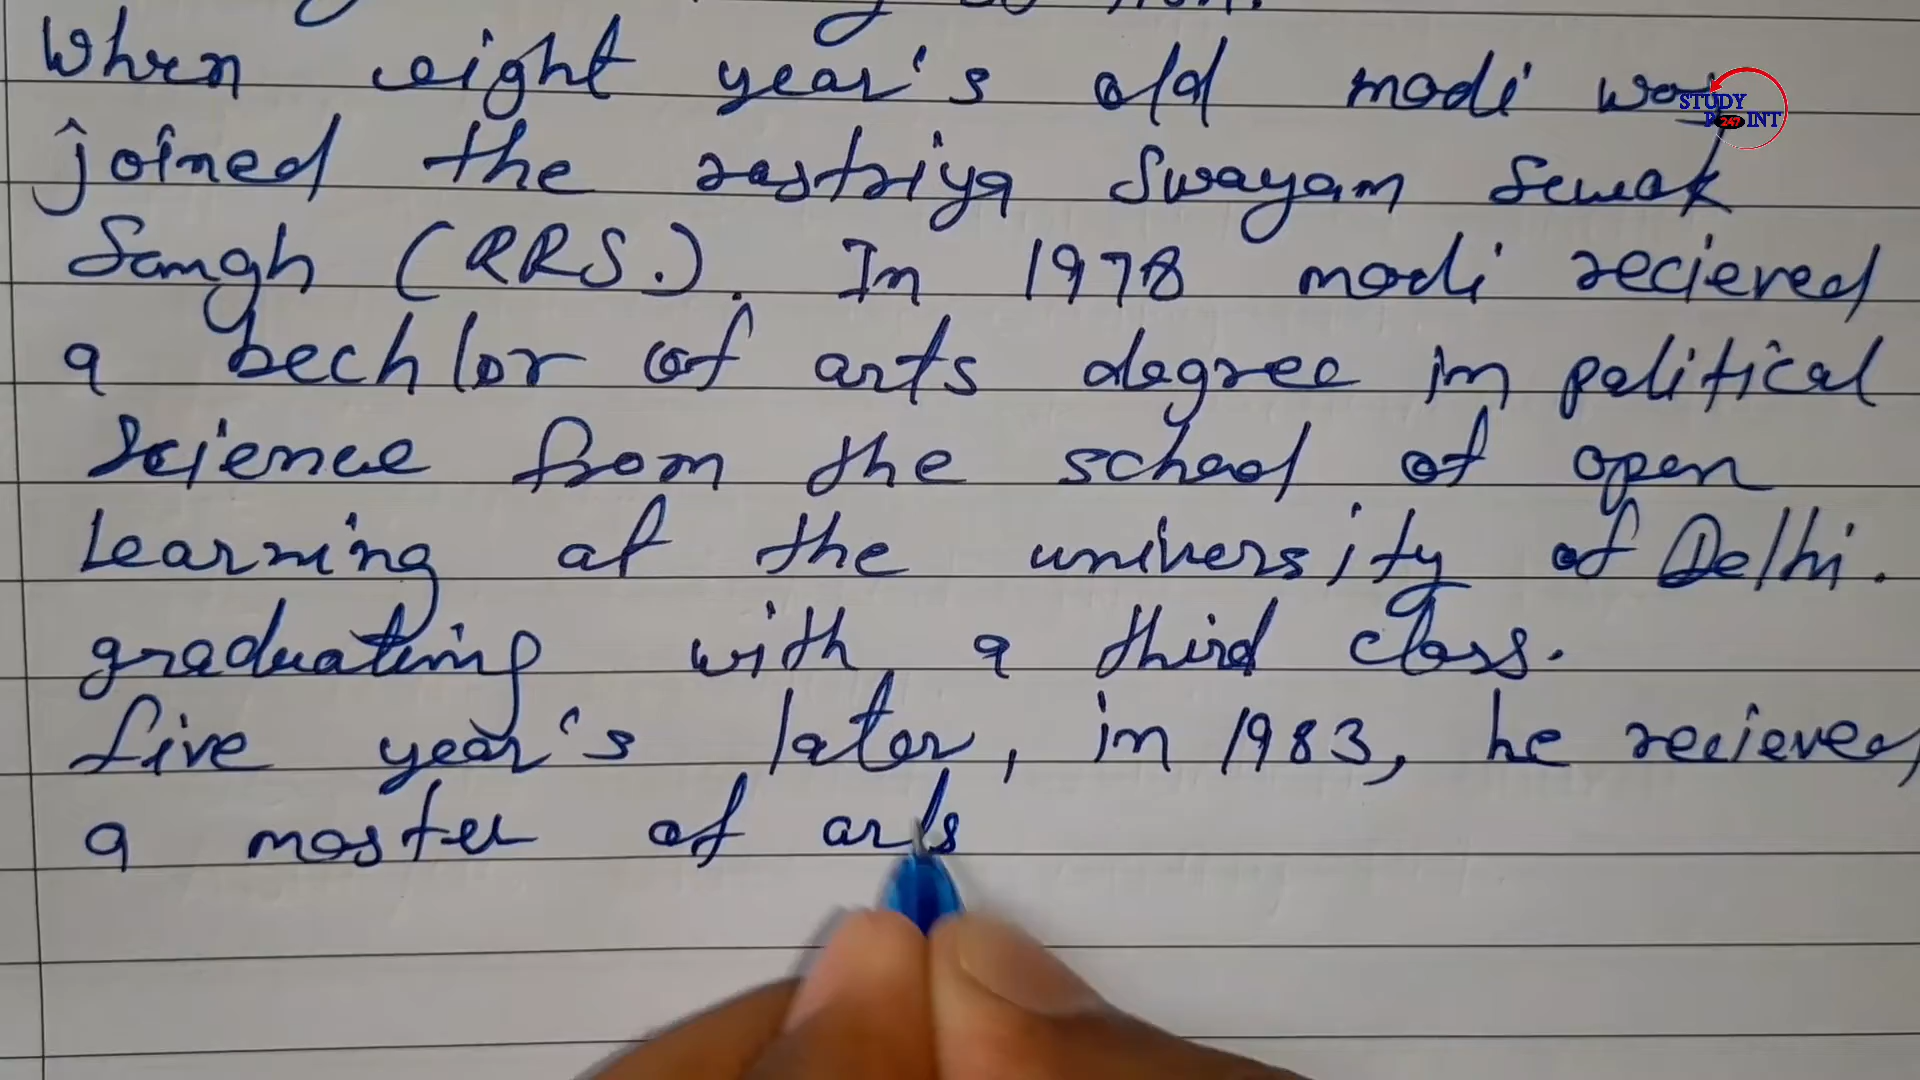 When eight year's old modi was
joined the rastriya Swayam Sewak
Sangh (RRS.). In 1978 modi recieved
a bechlor of arts degree in political
Science from the school of open
Learning at the university of Delhi.
graduating with a third class.
five year's later, in 1983, he recieved
a master of arts
STUDY
P 247 INT